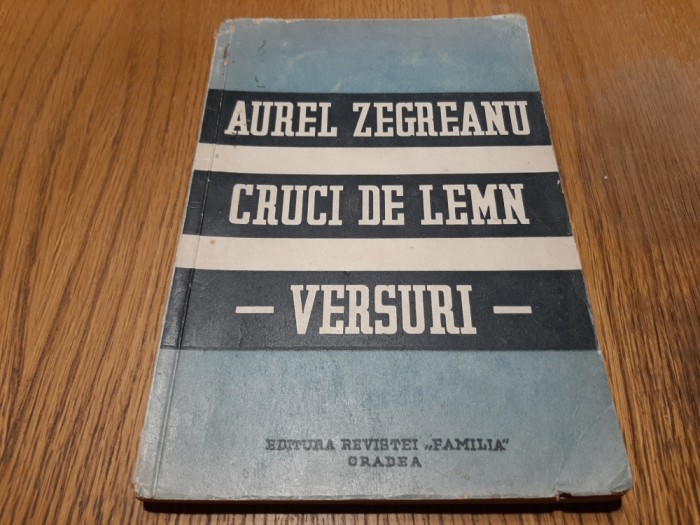 AUREL ZEGREANU
CRUCI DE LEMN
— VERSURI —
EDITURA REVISTEI „FAMILIA“
ORADEA